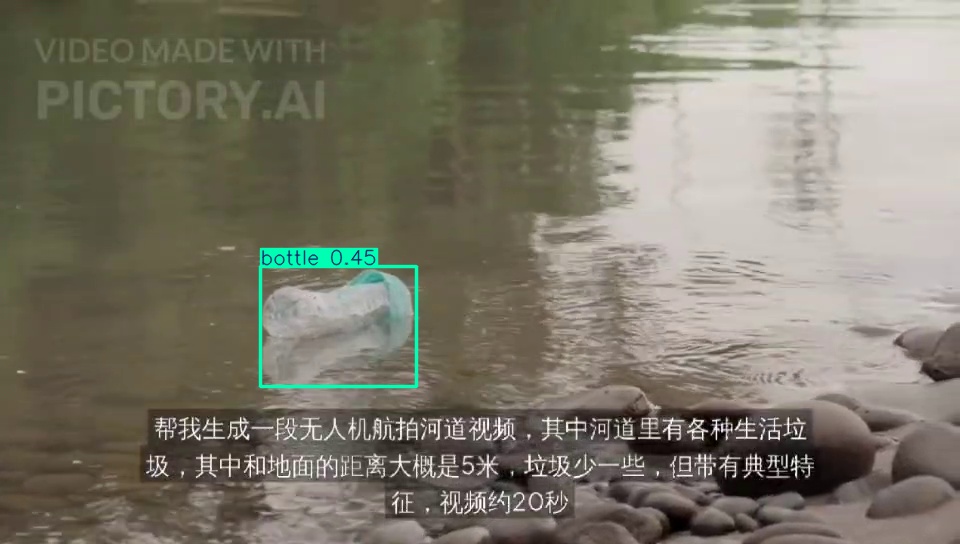 VIDEO MADE WITH
PICTORY.AI
bottle 0.45
帮我生成一段无人机航拍河道视频，其中河道里有各种生活垃
圾，其中和地面的距离大概是5米，垃圾少一些，但带有典型特
征，视频约20秒